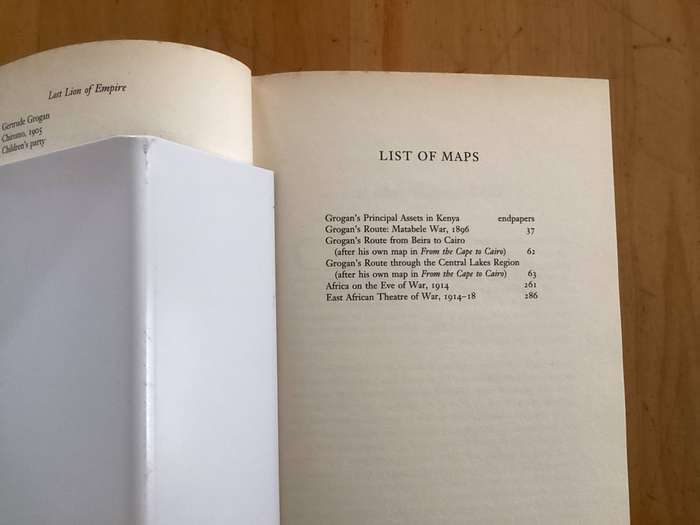 Lost Lion of Empire
Gertrude Grogan
Chiromo, 1905
Children's party
LIST OF MAPS
Grogan's Principal Assets in Kenya endpapers
Grogan's Route: Matabele War, 1896 37
Grogan's Route from Beira to Cairo
(after his own map in From the Cape to Cairo) 62
Grogan's Route through the Central Lakes Region
(after his own map in From the Cape to Cairo) 63
Africa on the Eve of War, 1914 261
East African Theatre of War, 1914–18 286